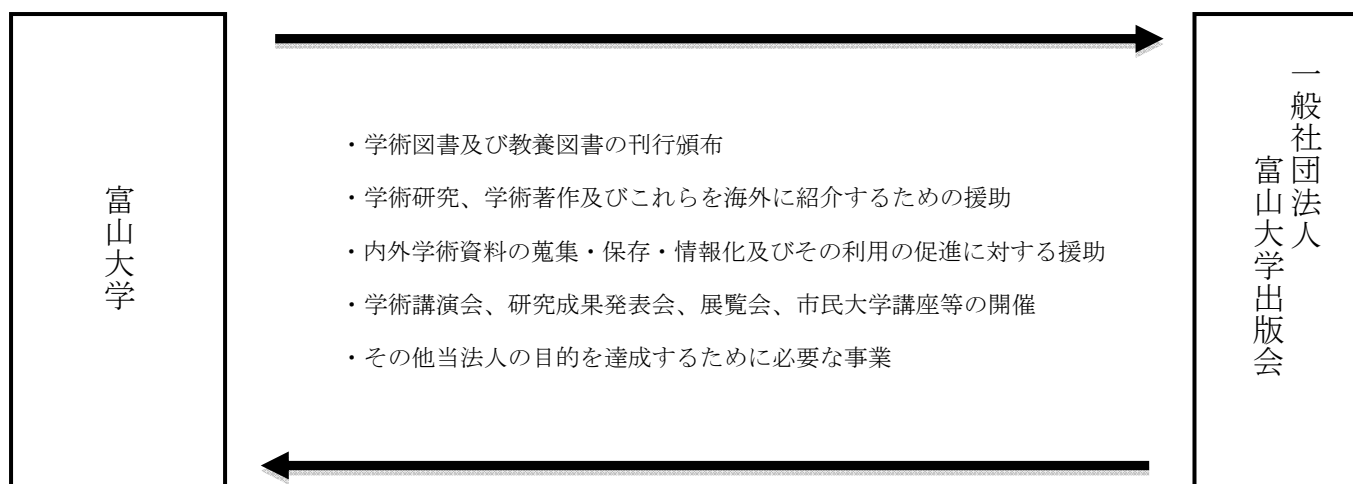 富山大学
・学術図書及び教養図書の刊行頒布
・学術研究、学術著作及びこれらを海外に紹介するための援助
・内外学術資料の蒐集・保存・情報化及びその利用の促進に対する援助
・学術講演会、研究成果発表会、展覧会、市民大学講座等の開催
・その他当法人の目的を達成するために必要な事業
一般社団法人
富山大学出版会